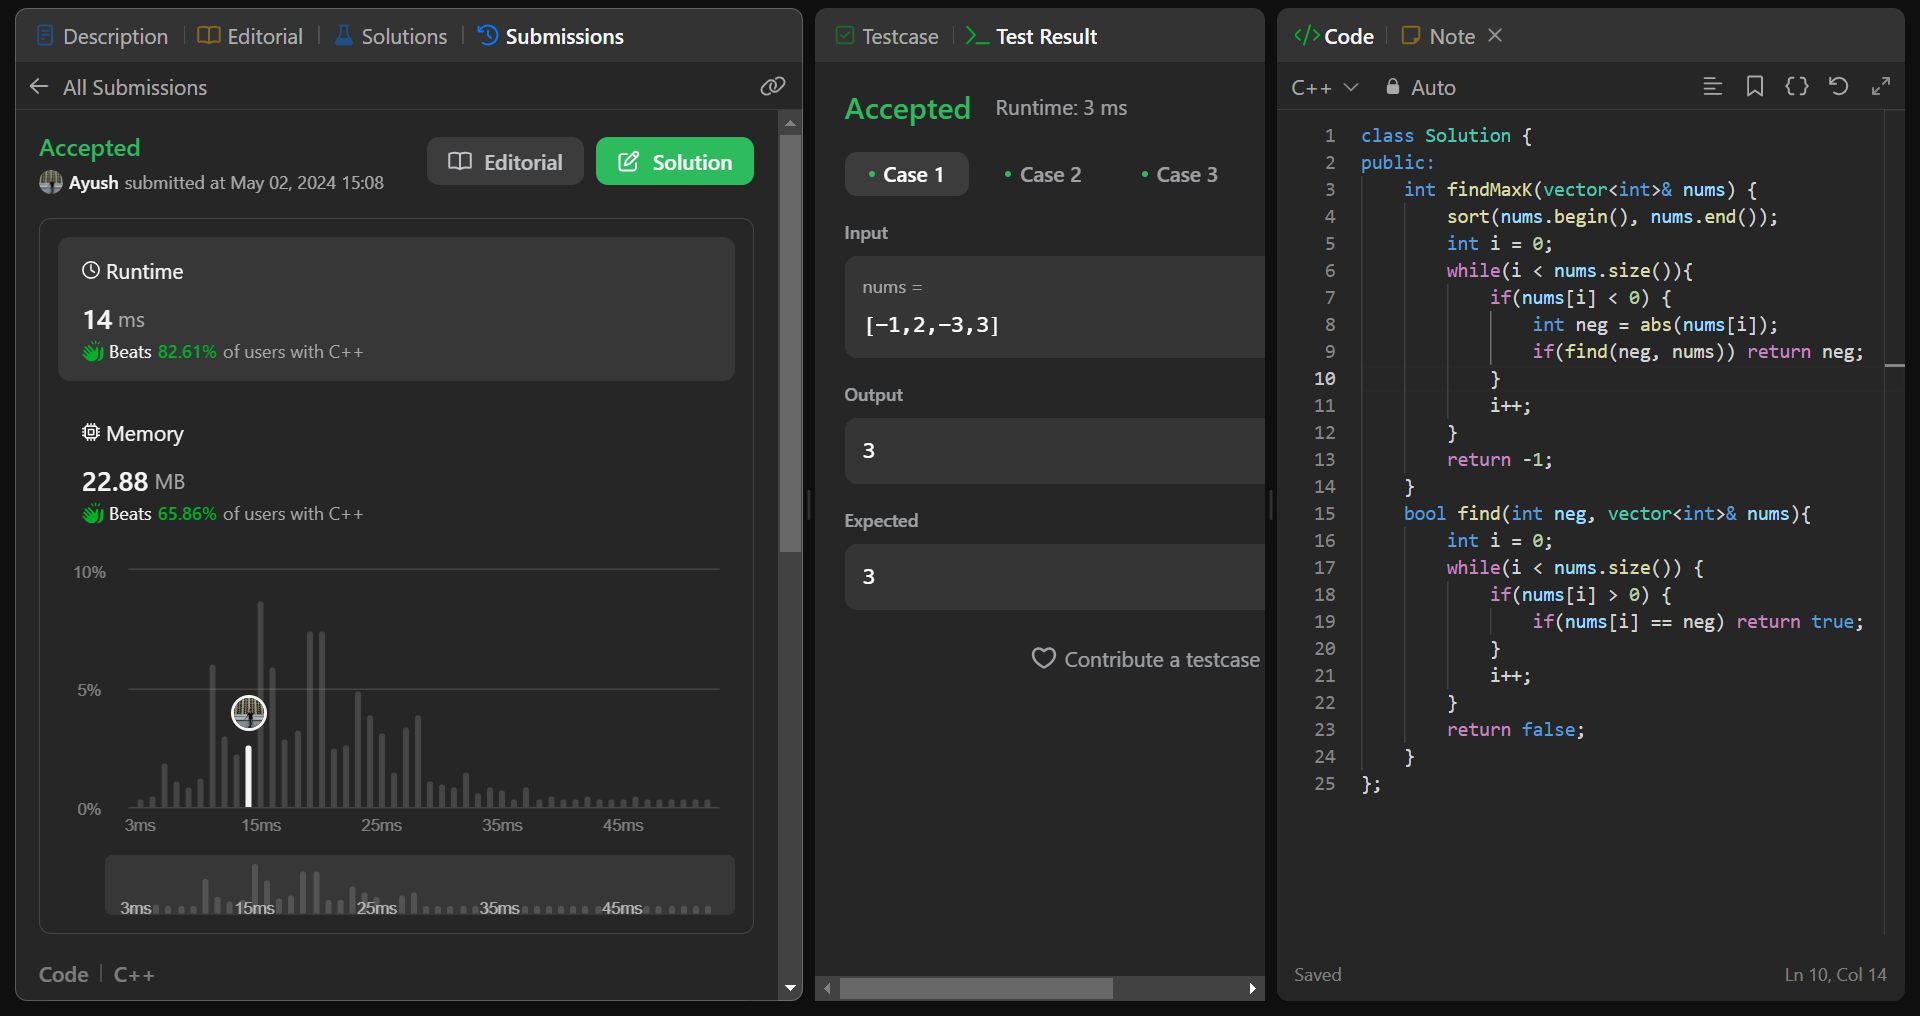 Description | Editorial | Solutions | Submissions
All Submissions
Accepted
Ayush submitted at May 02, 2024 15:08
Editorial
Solution
Runtime
14 ms
Beats 82.61% of users with C++
Memory
22.88 MB
Beats 65.86% of users with C++
10%
5%
0%
3ms 15ms 25ms 35ms 45ms
3ms 15ms 25ms 35ms 45ms
Code | C++
Testcase | Test Result
Accepted Runtime: 3 ms
• Case 1 • Case 2 • Case 3
Input
nums =
[-1,2,-3,3]
Output
3
Expected
3
Contribute a testcase
</> Code | Note
C++ Auto
1 class Solution {
2 public:
3     int findMaxK(vector<int>& nums) {
4         sort(nums.begin(), nums.end());
5         int i = 0;
6         while(i < nums.size()){
7             if(nums[i] < 0) {
8                 int neg = abs(nums[i]);
9                 if(find(neg, nums)) return neg;
10             }
11             i++;
12         }
13         return -1;
14     }
15     bool find(int neg, vector<int>& nums){
16         int i = 0;
17         while(i < nums.size()) {
18             if(nums[i] > 0) {
19                 if(nums[i] == neg) return true;
20             }
21             i++;
22         }
23         return false;
24     }
25 };
Saved
Ln 10, Col 14